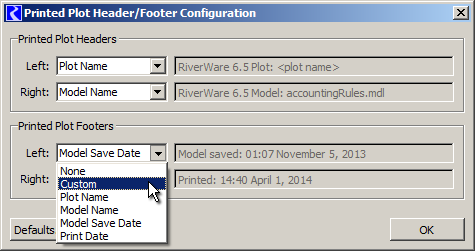 Printed Plot Header/Footer Configuration
Printed Plot Headers
Left: Plot Name RiverWare 6.5 Plot: <plot name>
Right: Model Name RiverWare 6.5 Model: accountingRules.mdl
Printed Plot Footers
Left: Model Save Date Model saved: 01:07 November 5, 2013
None
Right: Custom Printed: 14:40 April 1, 2014
Plot Name
Model Name
Model Save Date
Print Date
Defaults OK